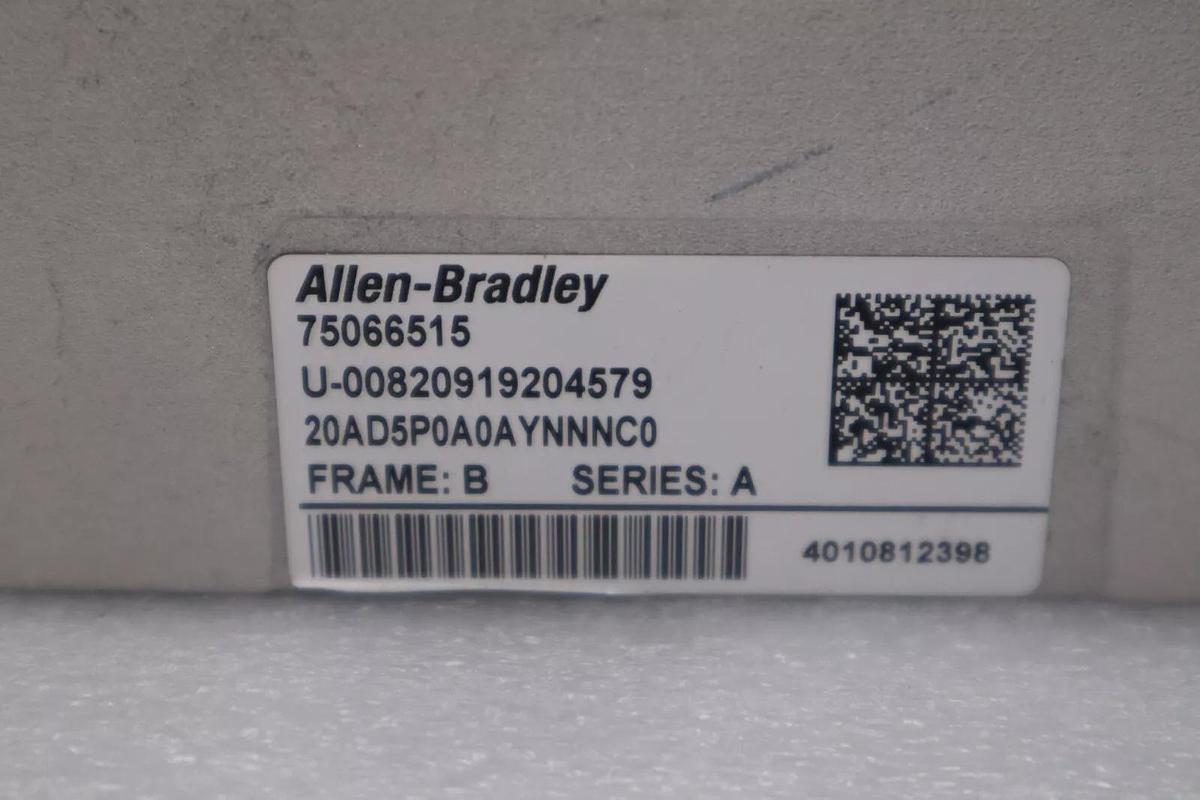 Allen-Bradley
75066515
U-00820919204579
20AD5P0A0AYNNNC0
FRAME: B SERIES: A
4010812398